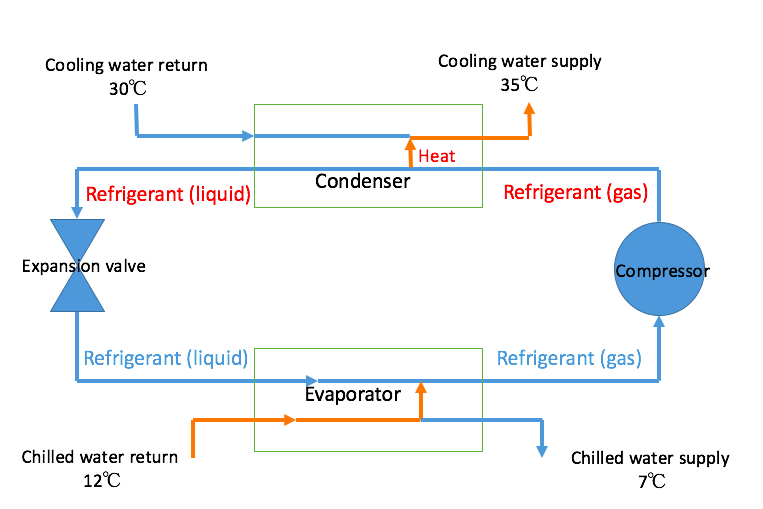 Cooling water return
30℃
Cooling water supply
35℃
Heat
Condenser
Refrigerant (liquid)
Refrigerant (gas)
Expansion valve
Compressor
Refrigerant (liquid)
Refrigerant (gas)
Evaporator
Chilled water return
12℃
Chilled water supply
7℃